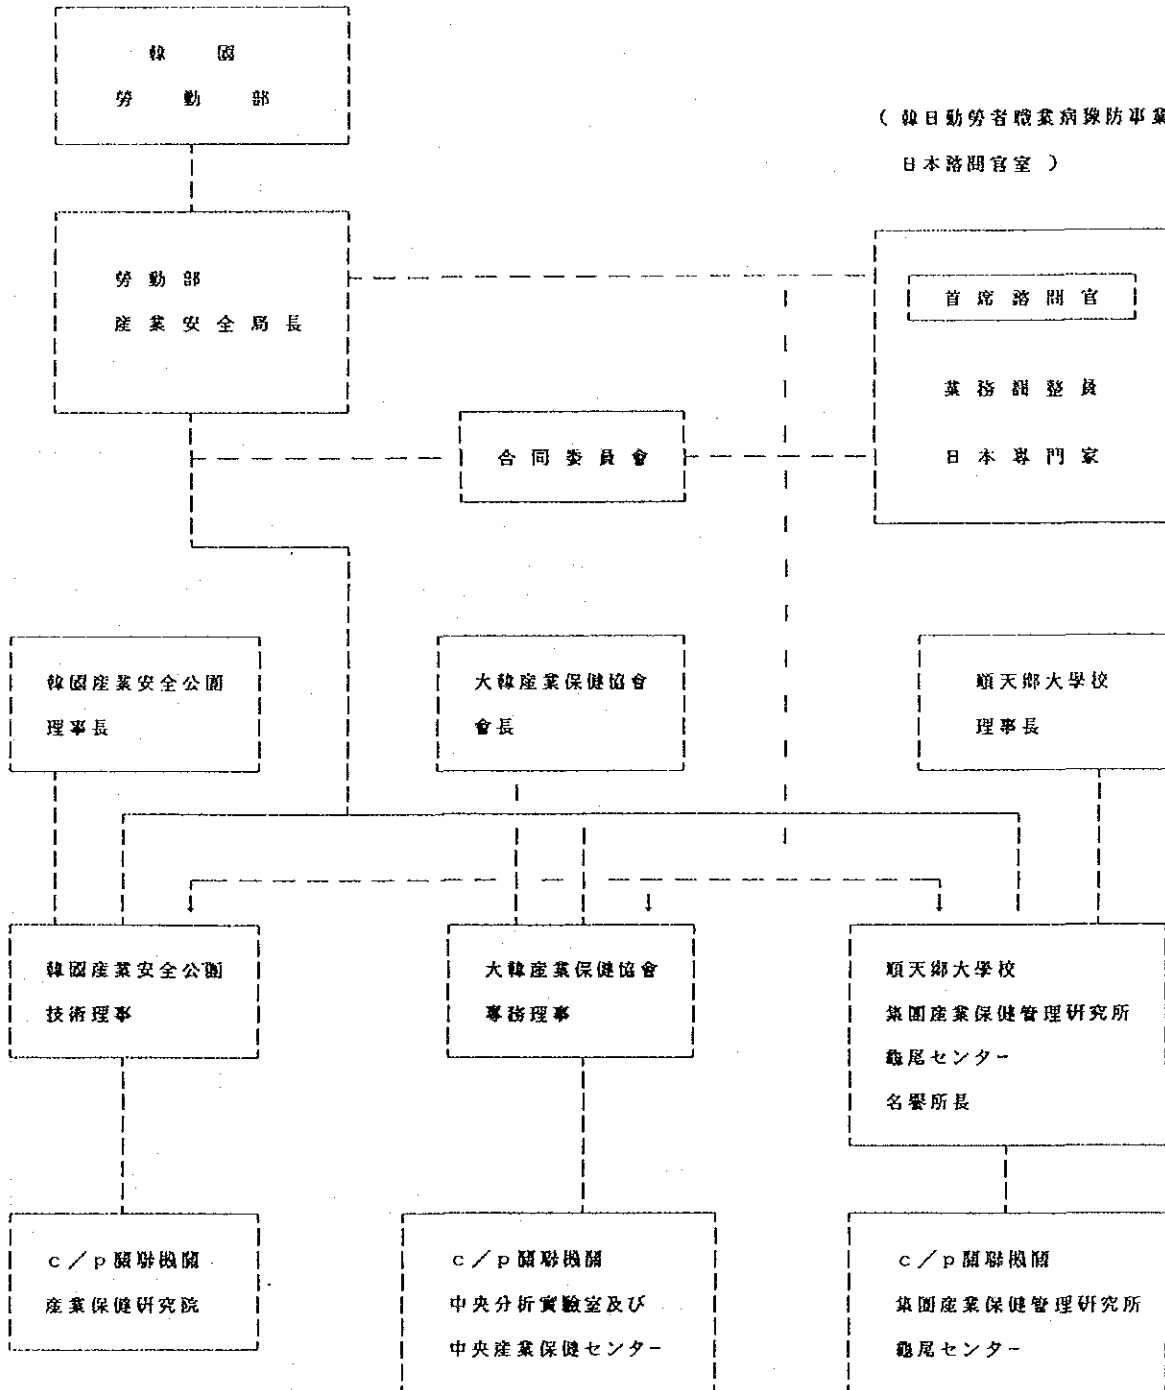 韓國
勞動部
(韓日勤勞者職業病豫防事業
日本諮問官室)
勞動部
産業安全局長
首席諮問官
業務調整員
合同委員會
日本專門家
韓國産業安全公團
理事長
大韓産業保健協會
會長
順天鄉大學校
理事長
韓國産業安全公團
技術理事
大韓産業保健協會
專務理事
順天鄉大學校
集團産業保健管理研究所
龜尾センター
名譽所長
c/p關聯機關
産業保健研究院
c/p關聯機關
中央分析實驗室及び
中央産業保健センター
c/p關聯機關
集團産業保健管理研究所
龜尾センター